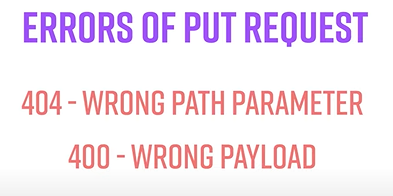 ERRORS OF PUT REQUEST
404 - WRONG PATH PARAMETER
400 - WRONG PAYLOAD